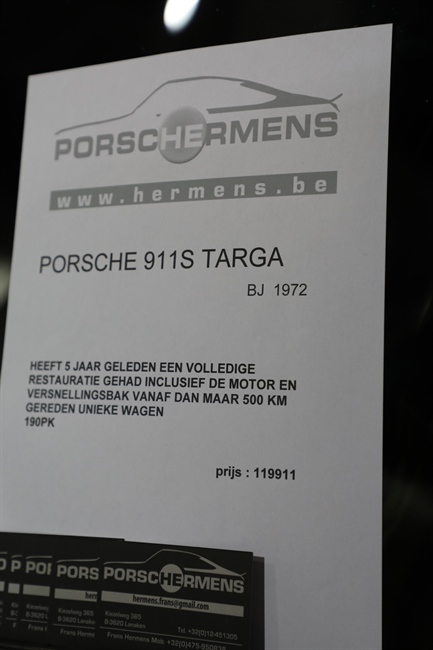 PORSCHERMENS
www.hermens.be
PORSCHE 911S TARGA
BJ 1972
HEEFT 5 JAAR GELEDEN EEN VOLLEDIGE
RESTAURATIE GEHAD INCLUSIEF DE MOTOR EN
VERSNELLINGSBAK VANAF DAN MAAR 500 KM
GEREDEN UNIEKE WAGEN
190PK
prijs : 119911
PORSCHERMENS
hermens.frans@gmail.com
Frans Hermens